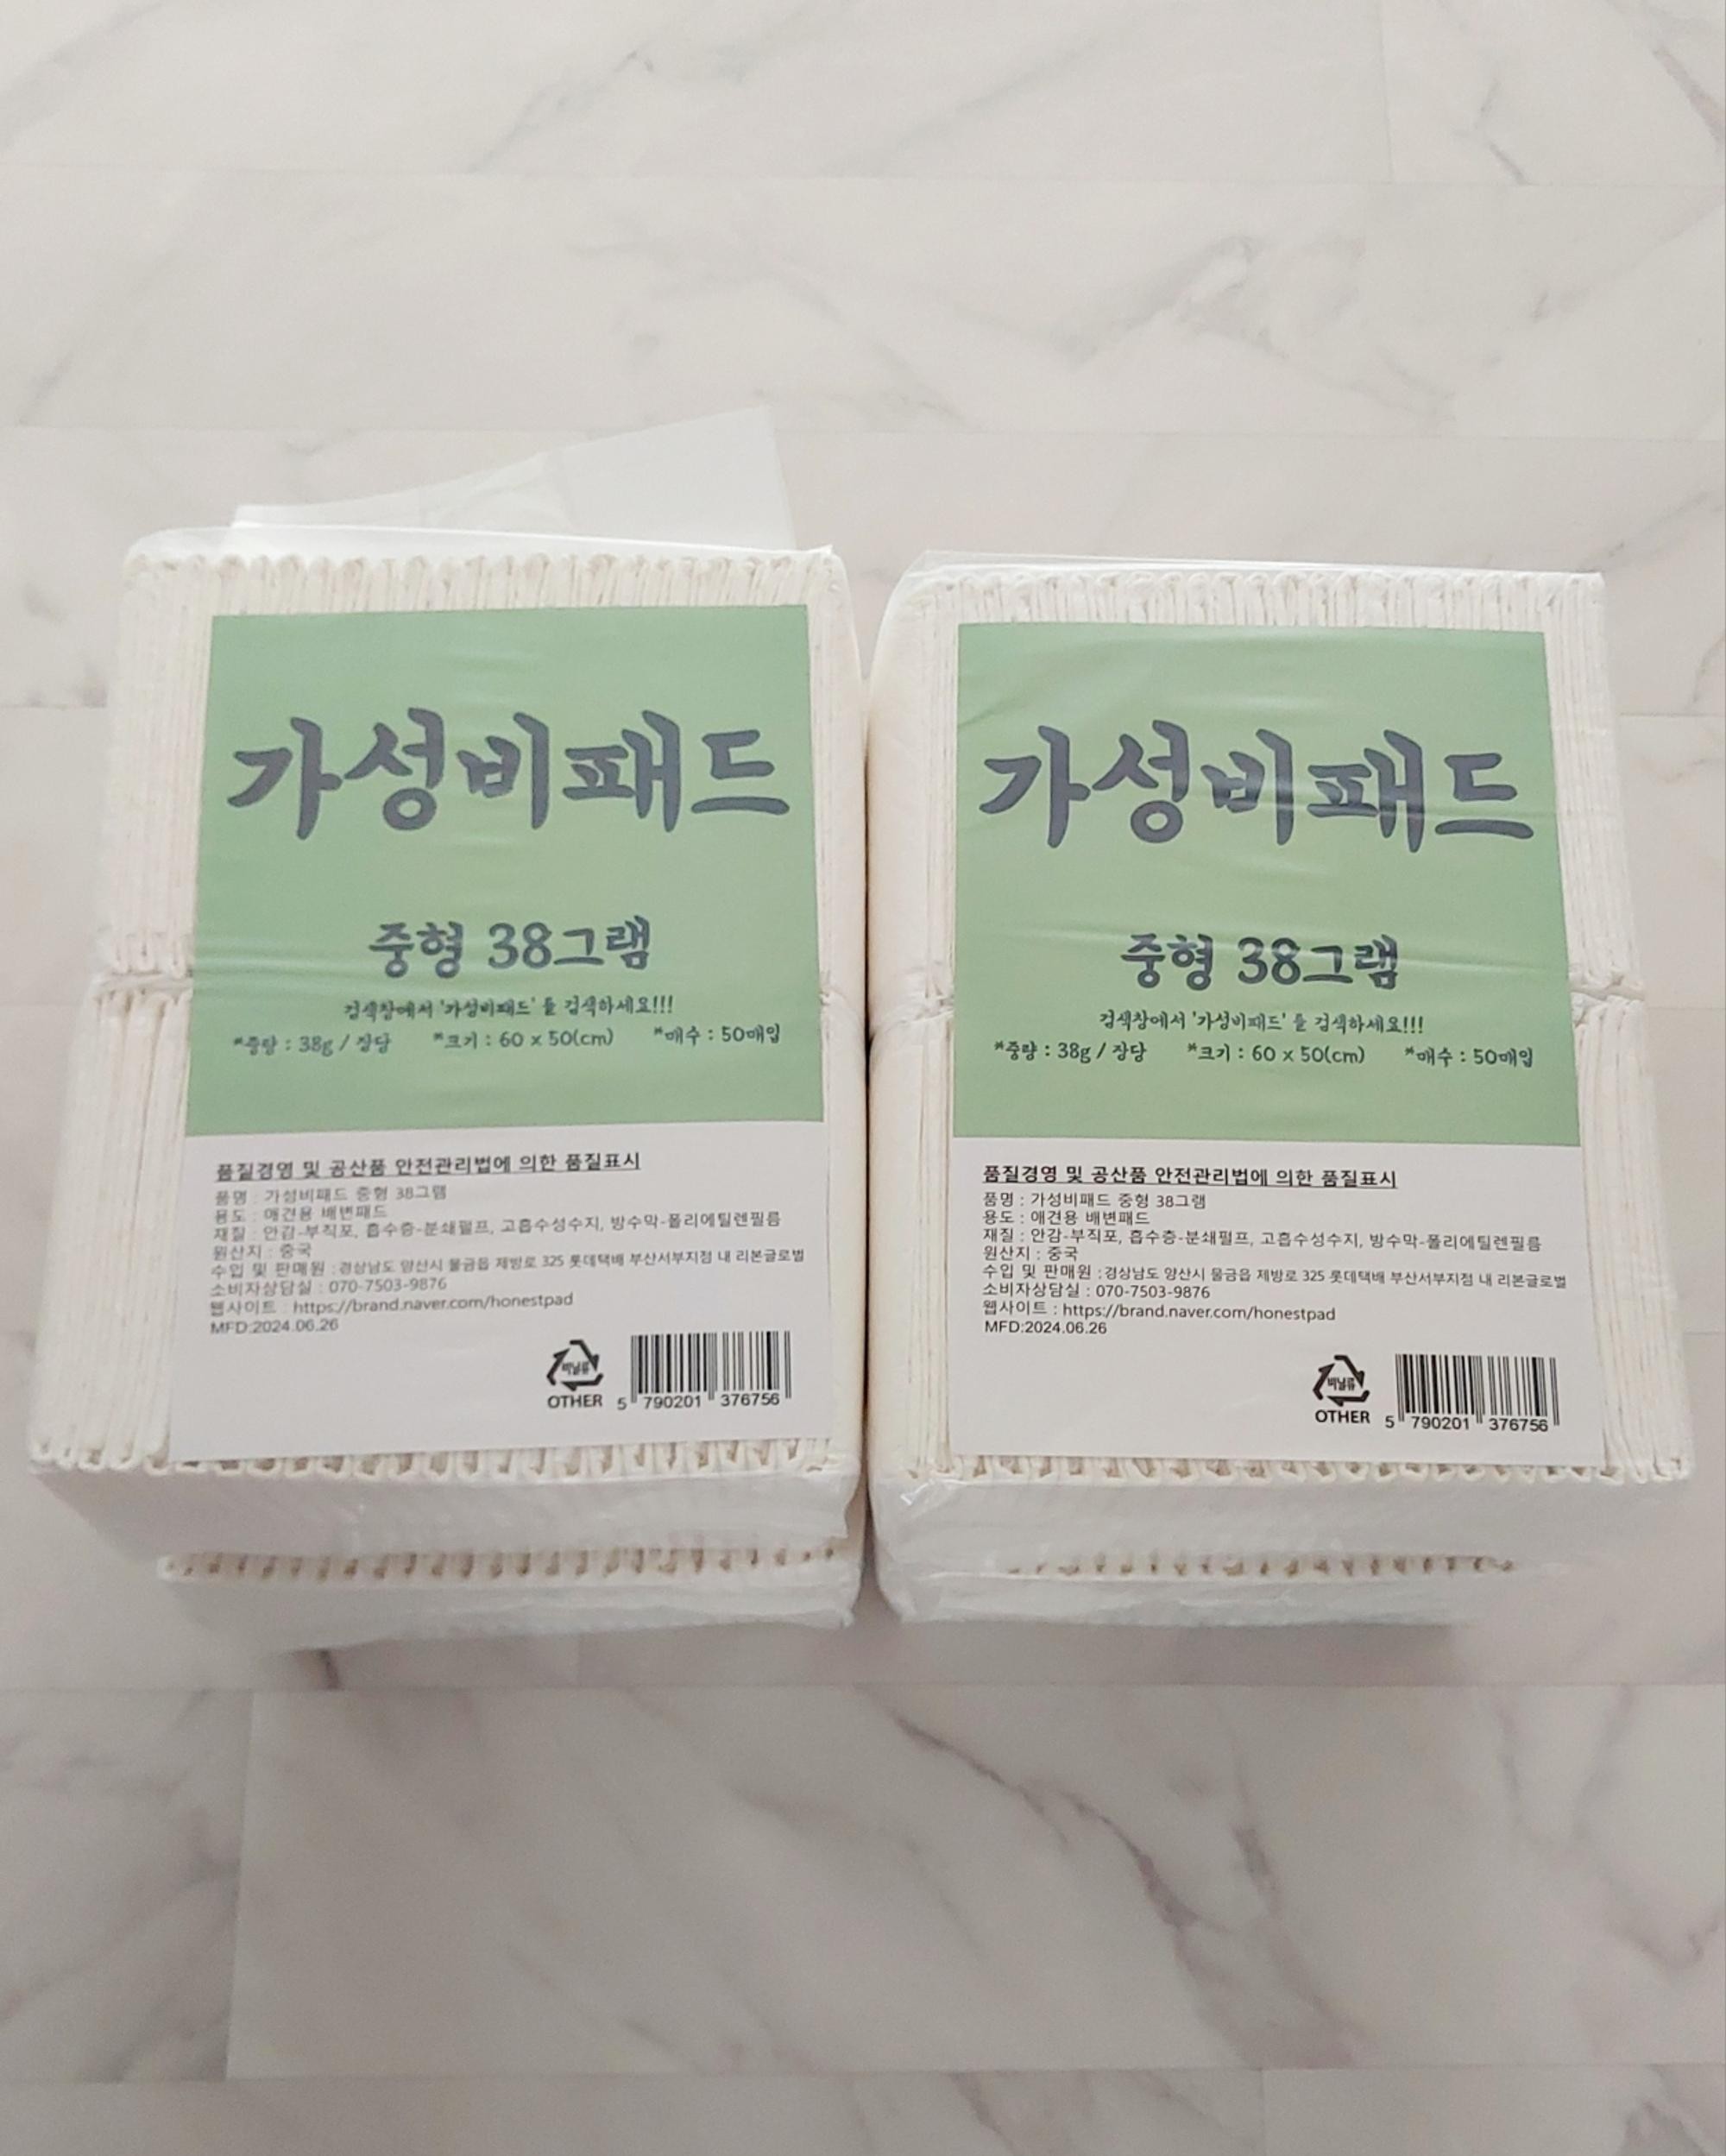 가성비패드
중형 38그램
검색창에서 '가성비패드' 를 검색하세요!!!
*중량 : 38g / 장당 *크기 : 60 x 50(cm) *매수 : 50매입
품질경영 및 공산품 안전관리법에 의한 품질표시
품명 : 가성비패드 중형 38그램
용도 : 애견용 배변패드
재질 : 안감-부직포, 흡수층-분쇄펄프, 고흡수성수지, 방수막-폴리에틸렌필름
원산지 : 중국
수입 및 판매원 : 경상남도 양산시 물금읍 제방로 325 롯데택배 부산서부지점 내 리본글로벌
소비자상담실 : 070-7503-9876
웹사이트 : https://brand.naver.com/honestpad
MFD:2024.06.26
비닐류
OTHER
5 790201 376756
가성비패드
중형 38그램
검색창에서 '가성비패드' 를 검색하세요!!!
*중량 : 38g / 장당 *크기 : 60 x 50(cm) *매수 : 50매입
품질경영 및 공산품 안전관리법에 의한 품질표시
품명 : 가성비패드 중형 38그램
용도 : 애견용 배변패드
재질 : 안감-부직포, 흡수층-분쇄펄프, 고흡수성수지, 방수막-폴리에틸렌필름
원산지 : 중국
수입 및 판매원 : 경상남도 양산시 물금읍 제방로 325 롯데택배 부산서부지점 내 리본글로벌
소비자상담실 : 070-7503-9876
웹사이트 : https://brand.naver.com/honestpad
MFD:2024.06.26
비닐류
OTHER
5 790201 376756